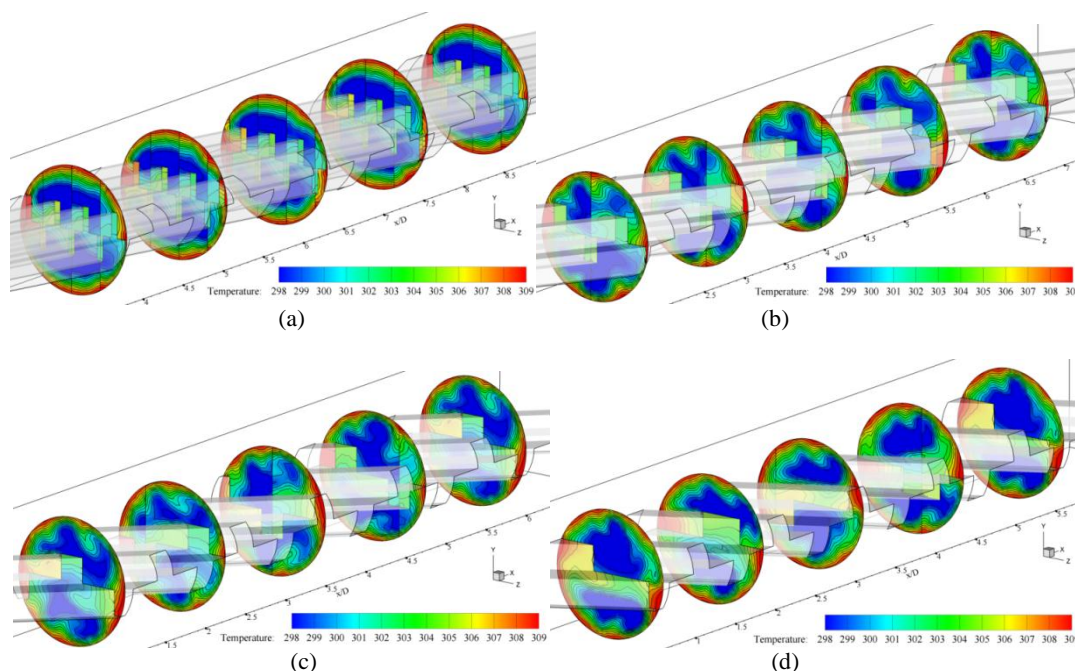 4 4.5 5 5.5 6 6.5 7 7.5 8 8.5
x/D
Y X Z
Temperature: 298 299 300 301 302 303 304 305 306 307 308 309
(a)
2.5 3 3.5 4 4.5 5 5.5 6 6.5 7
x/D
Y X Z
Temperature: 298 299 300 301 302 303 304 305 306 307 308 30
(b)
1.5 2 2.5 3 3.5 4 4.5 5 5.5 6
x/D
Y X Z
Temperature: 298 299 300 301 302 303 304 305 306 307 308 309
(c)
1 1.5 2 2.5 3 3.5 4 4.5 5 5.5
x/D
Y X Z
Temperature: 298 299 300 301 302 303 304 305 306 307 308 309
(d)